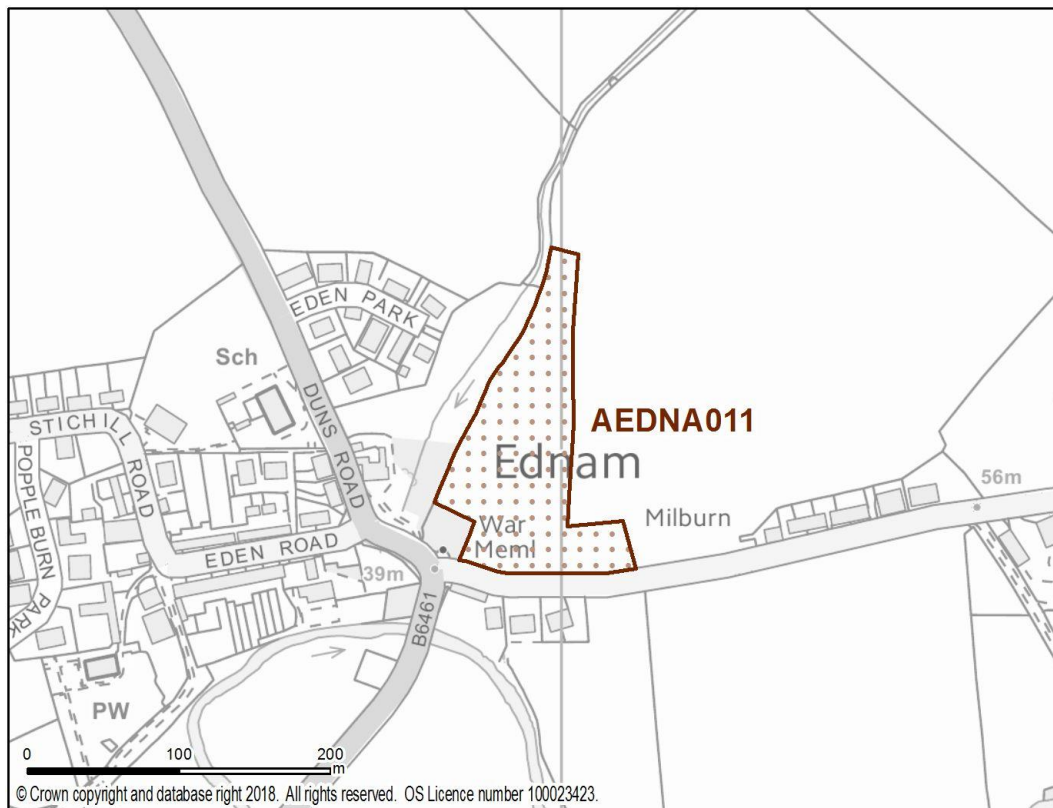 EDEN PARK
Sch
DUNS ROAD
AEDNA011
STICHILL ROAD
Ednam
56m
POPPLE BURN PARK
War
Meml
Milburn
EDEN ROAD
39m
B6461
PW
0 100 200
m
© Crown copyright and database right 2018. All rights reserved. OS Licence number 100023423.